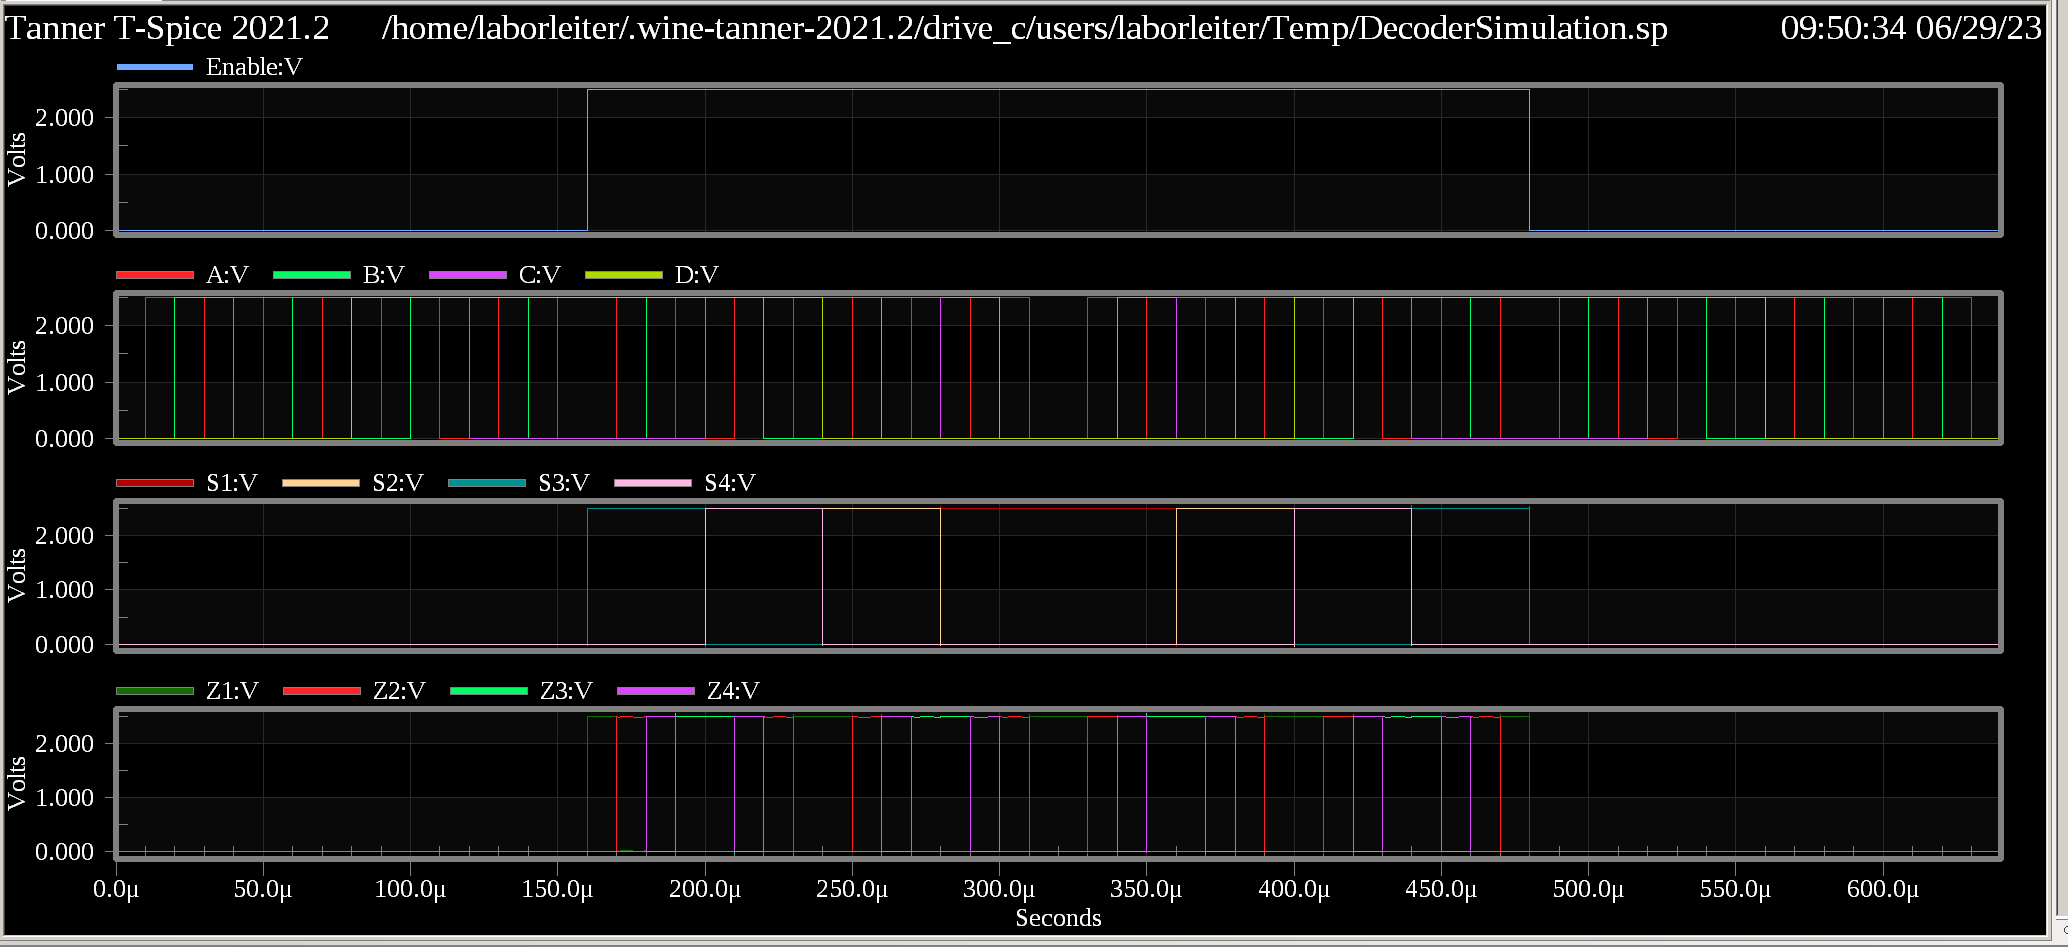 Tanner T-Spice 2021.2 /home/laborleiter/.wine-tanner-2021.2/drive_c/users/laborleiter/Temp/DecoderSimulation.sp 09:50:34 06/29/23
Enable:V
2.000
1.000
0.000
Volts
A:V B:V C:V D:V
2.000
1.000
0.000
Volts
S1:V S2:V S3:V S4:V
2.000
1.000
0.000
Volts
Z1:V Z2:V Z3:V Z4:V
2.000
1.000
0.000
Volts
0.0μ 50.0μ 100.0μ 150.0μ 200.0μ 250.0μ 300.0μ 350.0μ 400.0μ 450.0μ 500.0μ 550.0μ 600.0μ
Seconds